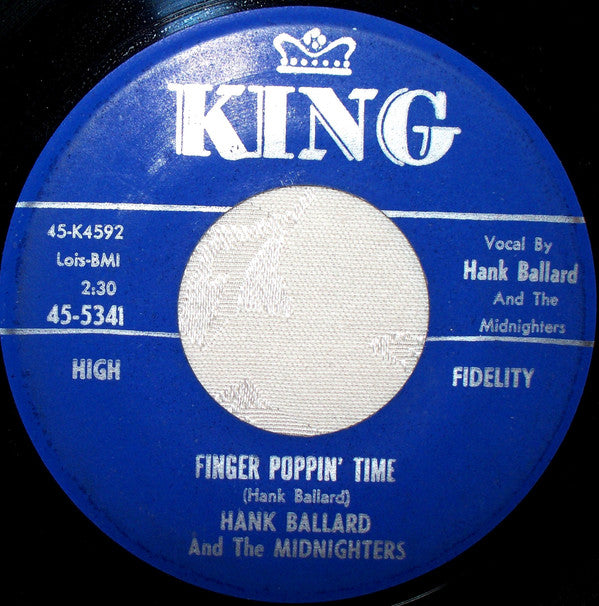 KING
45-K4592
Lois-BMI
2:30
45-5341
Vocal By
Hank Ballard
And The
Midnighters
HIGH
FIDELITY
FINGER POPPIN' TIME
(Hank Ballard)
HANK BALLARD
And The MIDNIGHTERS